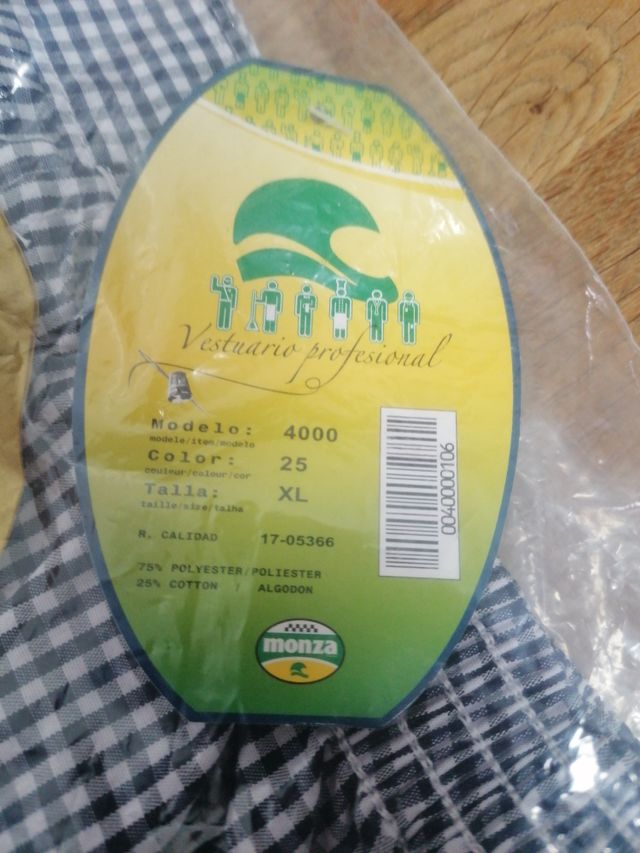 Vestuario profesional
Modelo: 4000
modele/item/modelo
Color: 25
couleur/colour/cor
Talla: XL
taille/size/talha
R. CALIDAD 17-05366
75% POLYESTER/POLIESTER
25% COTTON / ALGODON
0040000106
monza